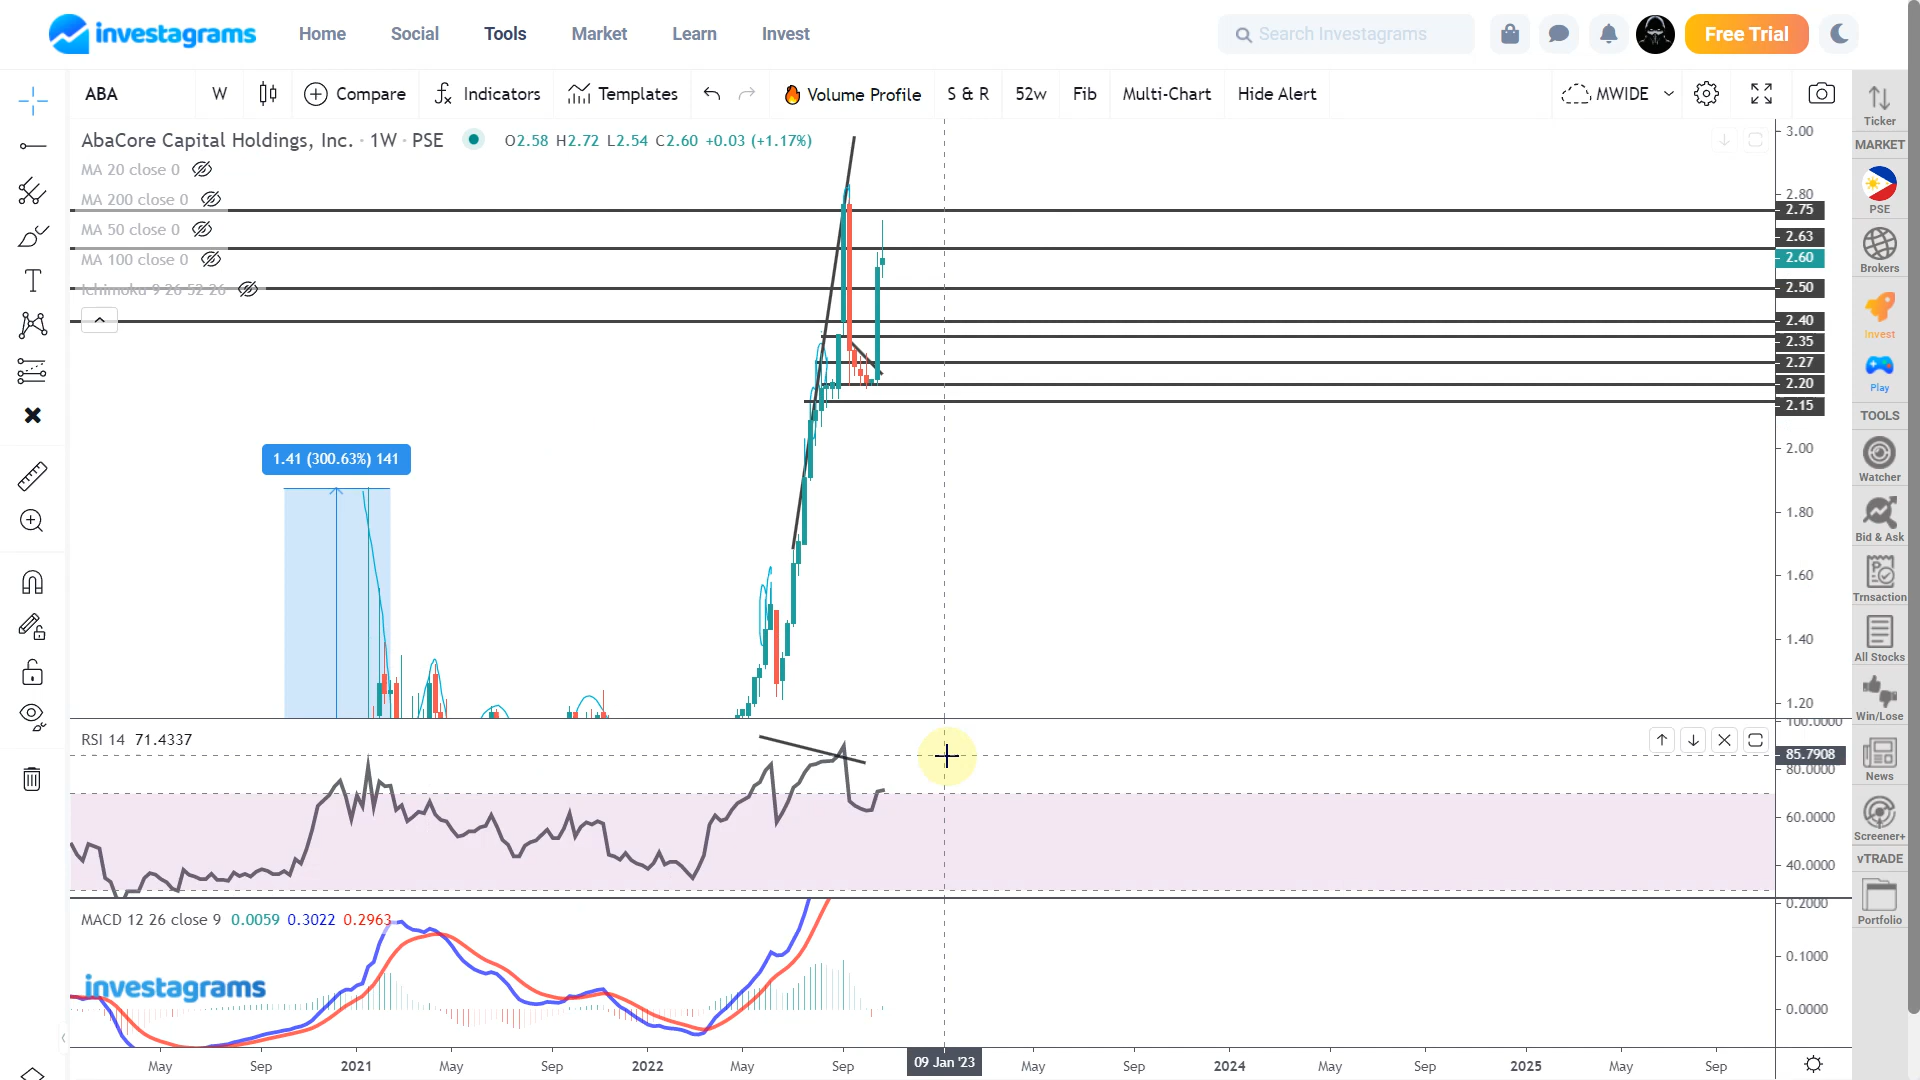 investagrams Home Social Tools Market Learn Invest Search Investagrams Free Trial
ABA W Compare Indicators Templates Volume Profile S & R 52w Fib Multi-Chart Hide Alert MWIDE
AbaCore Capital Holdings, Inc. · 1W · PSE O2.58 H2.72 L2.54 C2.60 +0.03 (+1.17%)
MA 20 close 0
MA 200 close 0
MA 50 close 0
MA 100 close 0
Ichimoku 9 26 52 26
3.00
2.80
2.75
2.63
2.60
2.50
2.40
2.35
2.27
2.20
2.15
2.00
1.80
1.60
1.40
1.20
1.41 (300.63%) 141
RSI 14 71.4337
100.0000
85.7908
80.0000
60.0000
40.0000
MACD 12 26 close 9 0.0059 0.3022 0.2963
0.2000
0.1000
0.0000
investagrams
May Sep 2021 May Sep 2022 May Sep 09 Jan '23 May Sep 2024 May Sep 2025 May Sep
Ticker
MARKET
PSE
Brokers
Invest
Play
TOOLS
Watcher
Bid & Ask
Trnsaction
All Stocks
Win/Lose
News
Screener+
vTRADE
Portfolio